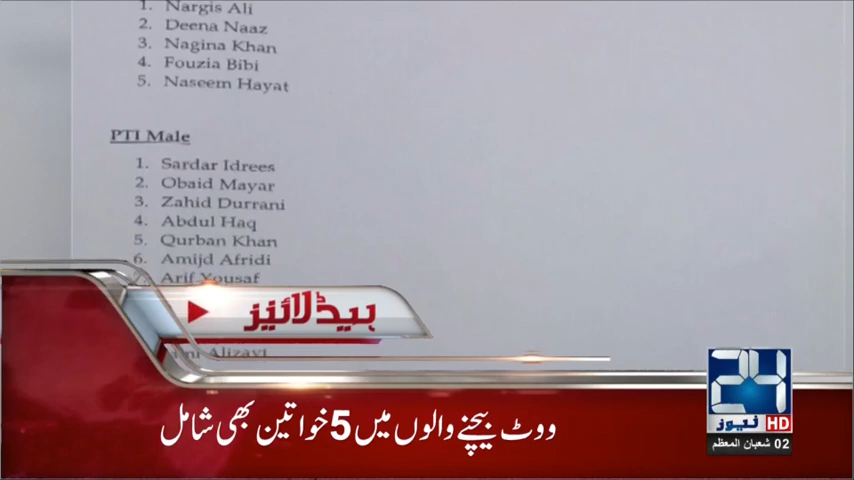 1. Nargis Ali
2. Deena Naaz
3. Nagina Khan
4. Fouzia Bibi
5. Naseem Hayat
PTI Male
1. Sardar Idrees
2. Obaid Mayar
3. Zahid Durrani
4. Abdul Haq
5. Qurban Khan
6. Amijd Afridi
Arif Yousaf
ہیڈلائنز
Alizayi
ووٹ بیچنے والوں میں 5 خواتین بھی شامل
24
نیوز HD
02 شعبان المعظم